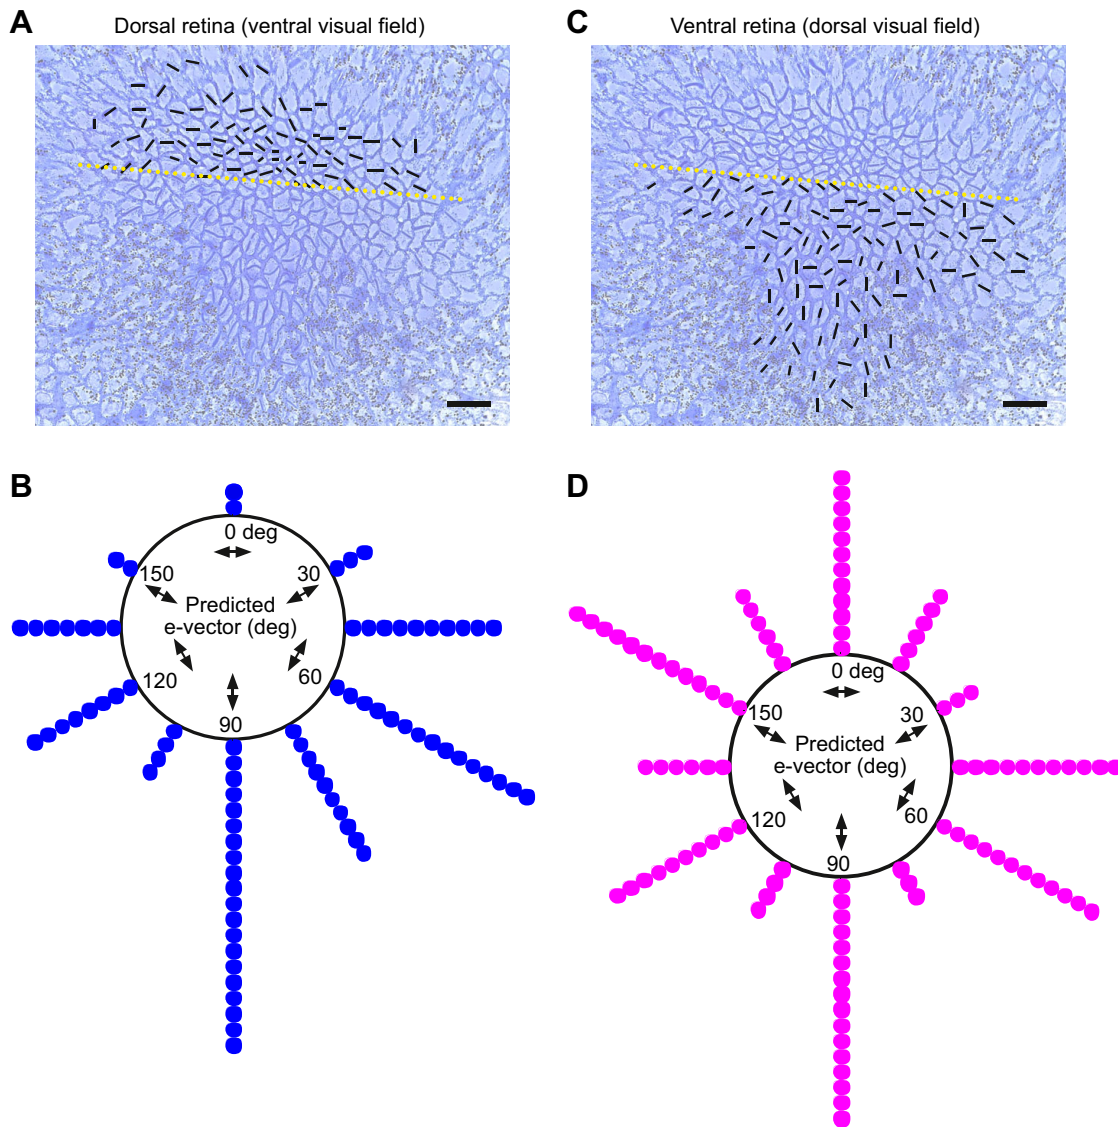 A
Dorsal retina (ventral visual field)
C
Ventral retina (dorsal visual field)
B
0 deg
150
30
Predicted
e-vector (deg)
120
60
90
D
0 deg
150
30
Predicted
e-vector (deg)
120
60
90